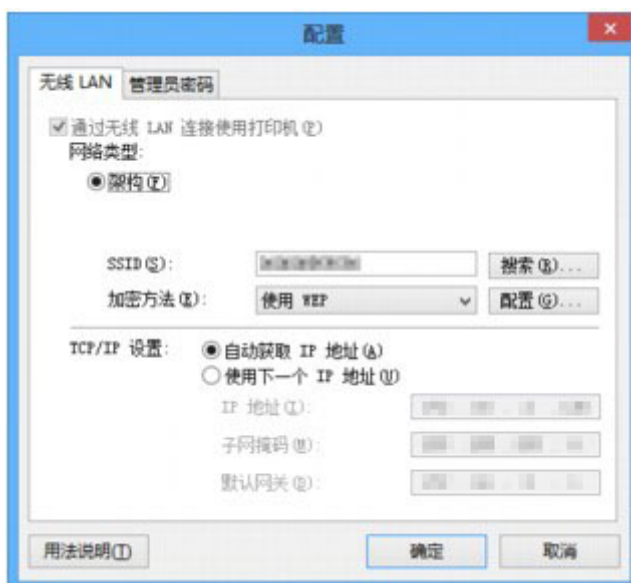 配置
无线 LAN 管理员密码
通过无线 LAN 连接使用打印机(P)
网络类型:
架构(F)
SSID(S): 搜索(R)...
加密方法(E): 使用 WEP 配置(G)...
TCP/IP 设置: 自动获取 IP 地址(A)
使用下一个 IP 地址(U)
IP 地址(I):
子网掩码(M):
默认网关(D):
用法说明(T) 确定 取消